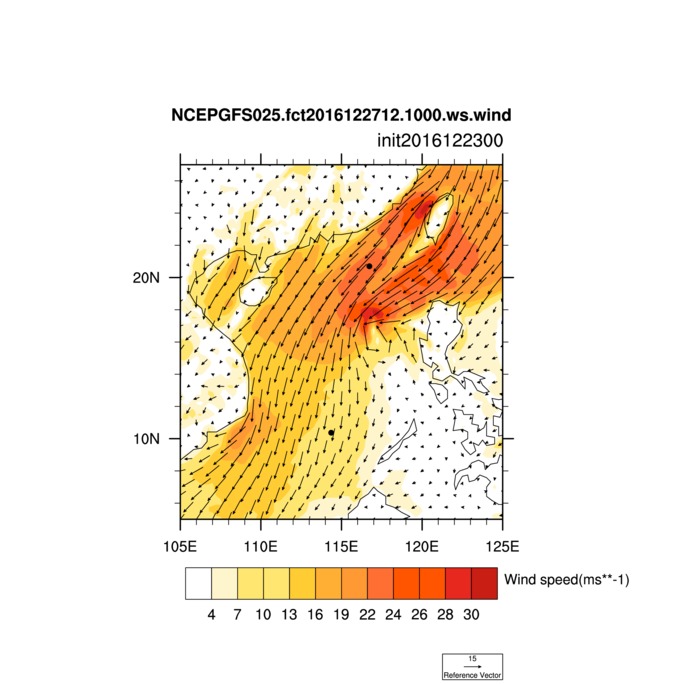 NCEPGFS025.fct2016122712.1000.ws.wind
init2016122300
20N
10N
105E 110E 115E 120E 125E
Wind speed(ms**-1)
4 7 10 13 16 19 22 24 26 28 30
15
Reference Vector